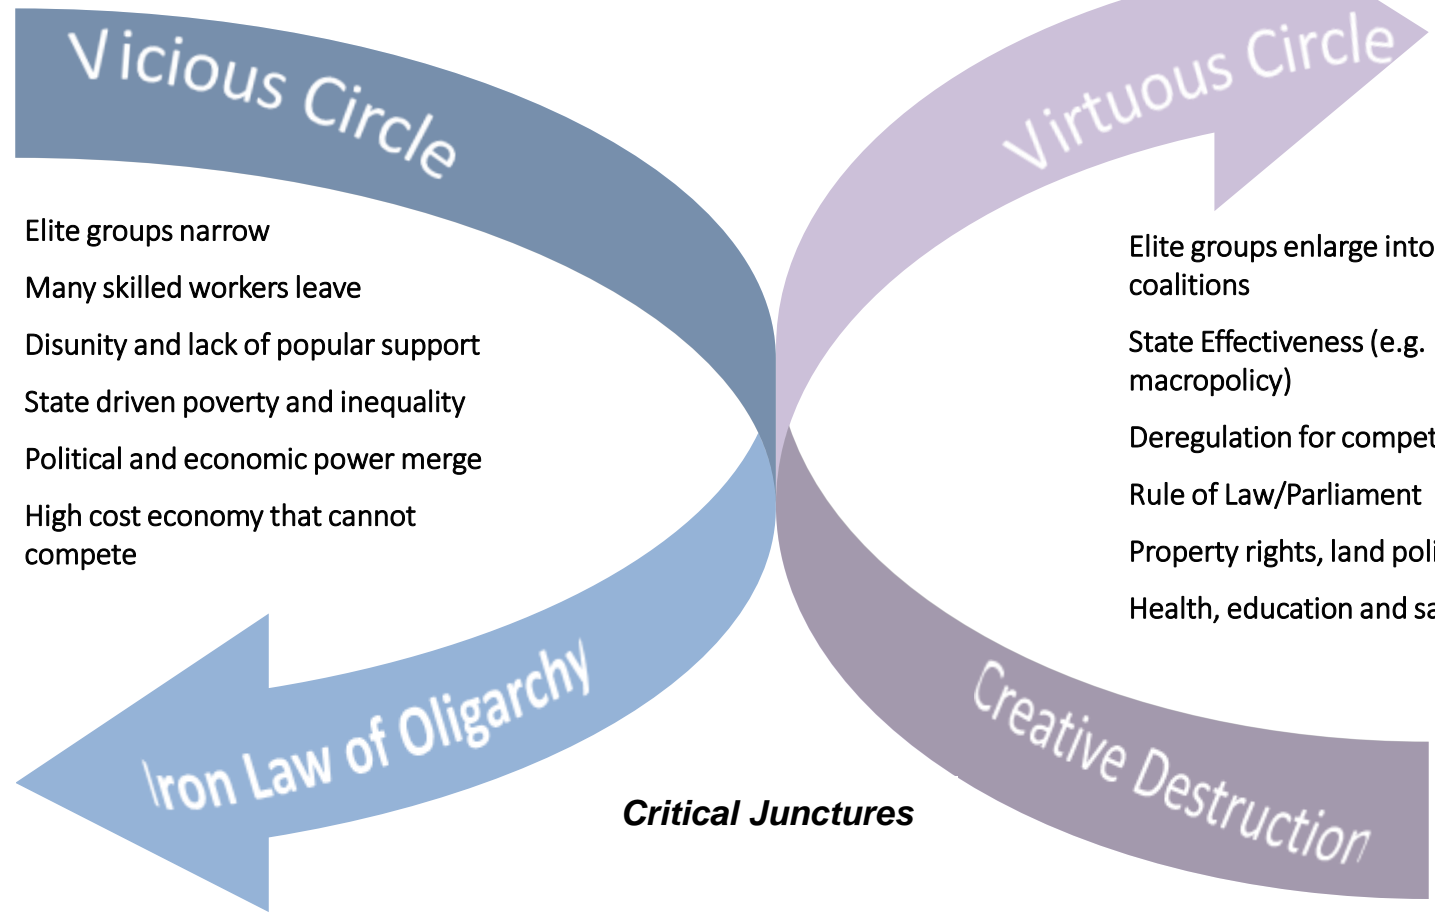 Vicious Circle
Virtuous Circle
Elite groups narrow
Many skilled workers leave
Disunity and lack of popular support
State driven poverty and inequality
Political and economic power merge
High cost economy that cannot
compete
Elite groups enlarge into
coalitions
State Effectiveness (e.g.
macropolicy)
Deregulation for
Rule of Law/Parliament
Property rights, land
Health, education and
Iron Law of Oligarchy
Creative Destruction
Critical Junctures